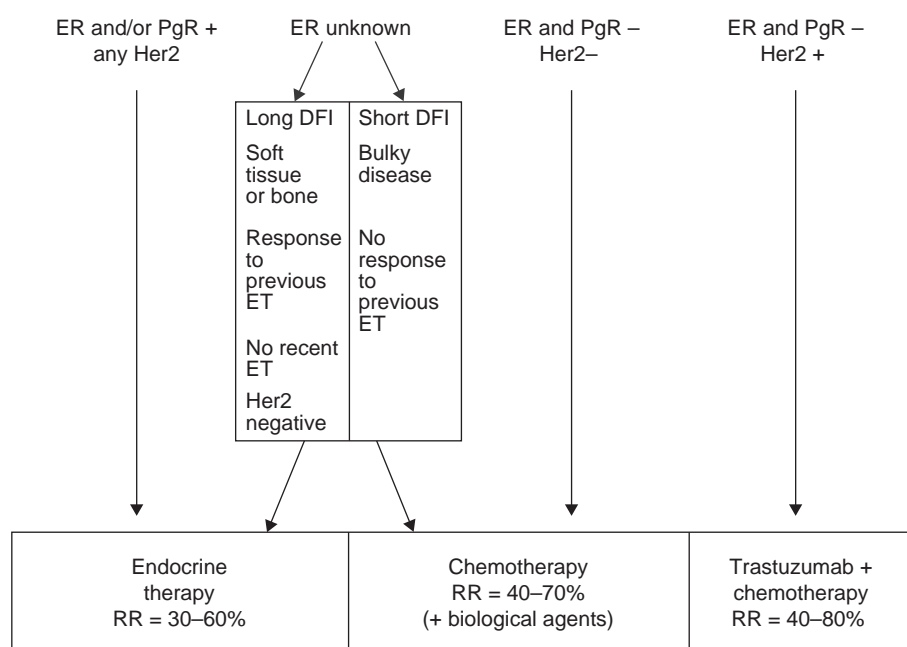 ER and/or PgR +
any Her2
ER unknown
ER and PgR –
Her2–
ER and PgR –
Her2 +
Long DFI
Soft
tissue
or bone
Response
to
previous
ET
No recent
ET
Her2
negative
Short DFI
Bulky
disease
No
response
to
previous
ET
Endocrine
therapy
RR = 30–60%
Chemotherapy
RR = 40–70%
(+ biological agents)
Trastuzumab +
chemotherapy
RR = 40–80%